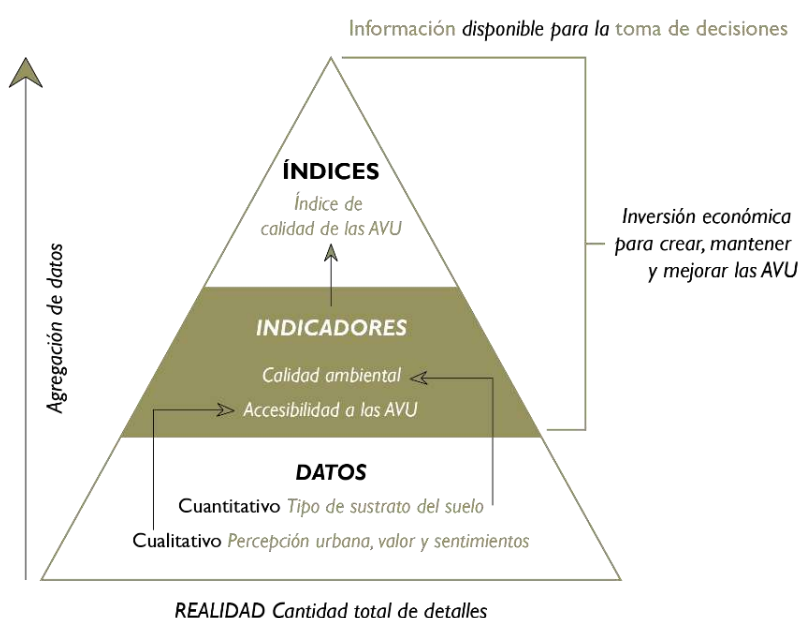 Información disponible para la toma de decisiones
ÍNDICES
Índice de
calidad de las AVU
Inversión económica
para crear, mantener
y mejorar las AVU
Agregación de datos
INDICADORES
Calidad ambiental
Accesibilidad a las AVU
DATOS
Cuantitativo Tipo de sustrato del suelo
Cualitativo Percepción urbana, valor y sentimientos
REALIDAD Cantidad total de detalles